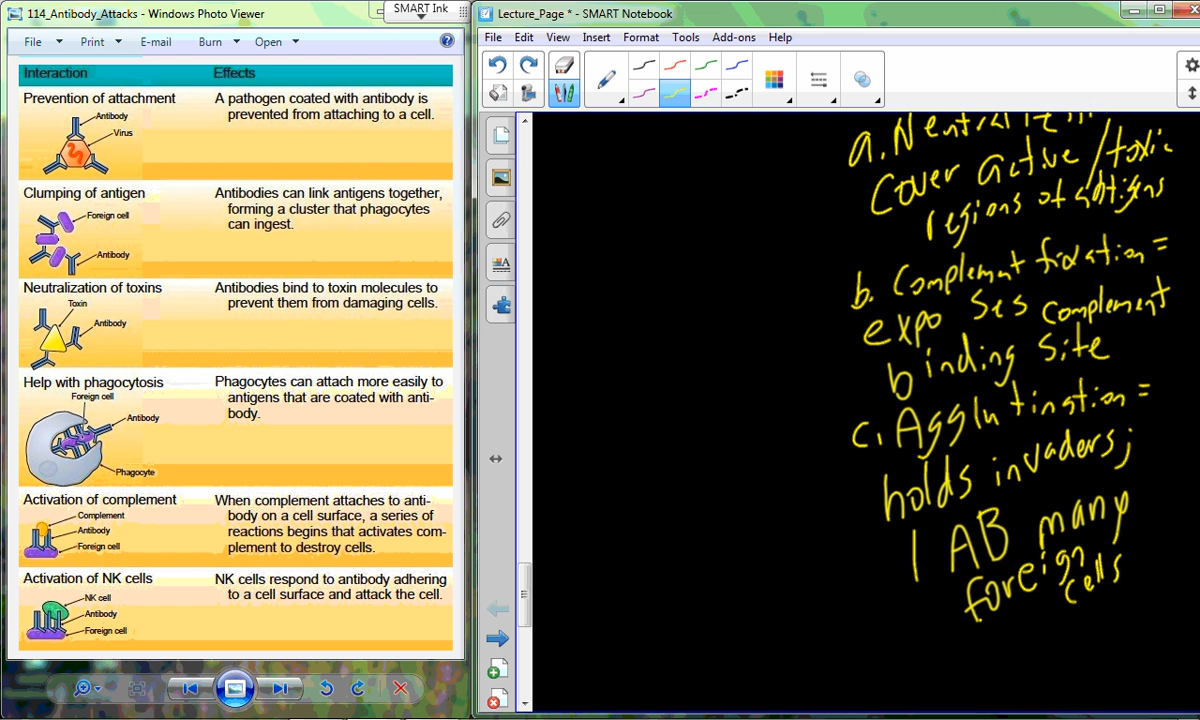 114_Antibody_Attacks - Windows Photo Viewer
SMART Ink
File Print E-mail Burn Open
Interaction Effects
Prevention of attachment
Antibody
Virus
A pathogen coated with antibody is
prevented from attaching to a cell.
Clumping of antigen
Foreign cell
Antibody
Antibodies can link antigens together,
forming a cluster that phagocytes
can ingest.
Neutralization of toxins
Toxin
Antibody
Antibodies bind to toxin molecules to
prevent them from damaging cells.
Help with phagocytosis
Foreign cell
Antibody
Phagocyte
Phagocytes can attach more easily to
antigens that are coated with anti-
body.
Activation of complement
Complement
Antibody
Foreign cell
When complement attaches to anti-
body on a cell surface, a series of
reactions begins that activates com-
plement to destroy cells.
Activation of NK cells
NK cell
Antibody
Foreign cell
NK cells respond to antibody adhering
to a cell surface and attack the cell.
Lecture_Page * - SMART Notebook
File Edit View Insert Format Tools Add-ons Help
a.
Cover active/toxic
regions of antigens
b. Complement fixation =
exposes complement
binding site
c. Agglutination =
holds invaders;
1 AB many
foreign
cells